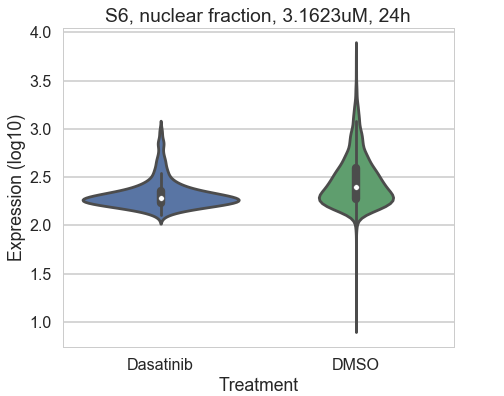 S6, nuclear fraction, 3.1623uM, 24h
Expression (log10)
4.0
3.5
3.0
2.5
2.0
1.5
1.0
Dasatinib
DMSO
Treatment